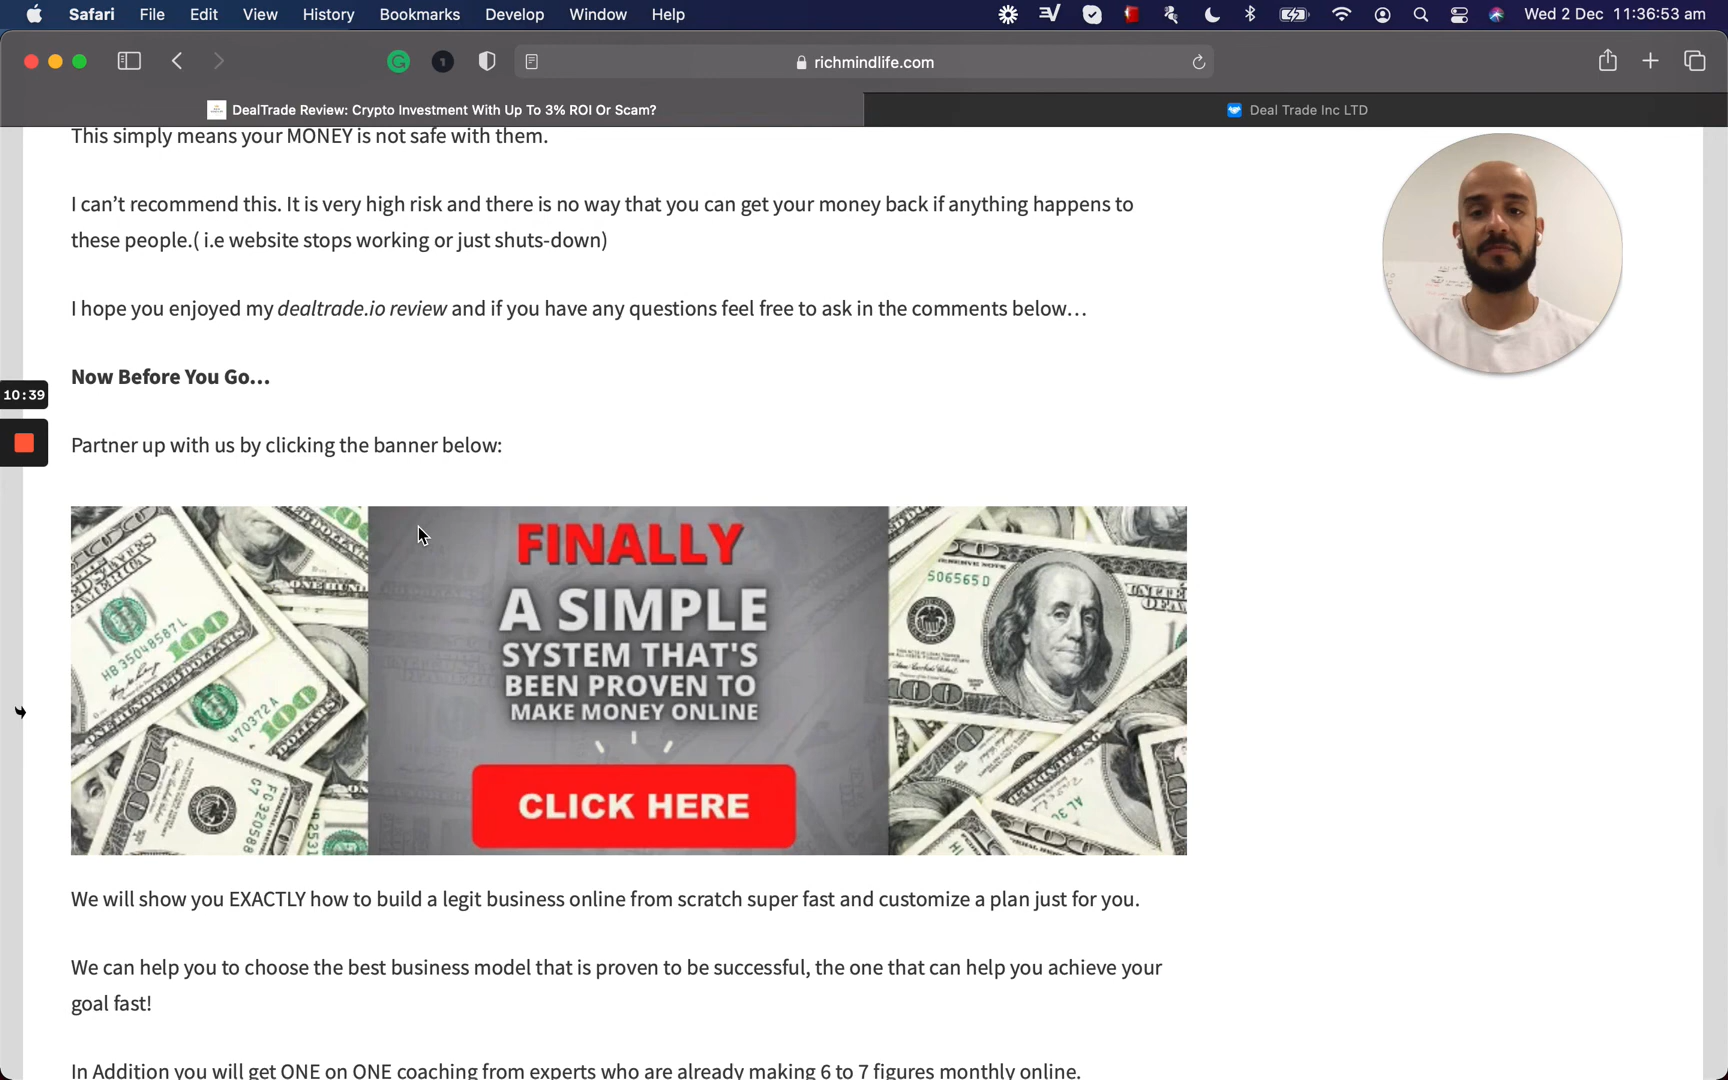 Safari File Edit View History Bookmarks Develop Window Help Wed 2 Dec 11:36:53 am
richmindlife.com
DealTrade Review: Crypto Investment With Up To 3% ROI Or Scam? Deal Trade Inc LTD
This simply means your MONEY is not safe with them.
I can’t recommend this. It is very high risk and there is no way that you can get your money back if anything happens to
these people.( i.e website stops working or just shuts-down)
I hope you enjoyed my dealtrade.io review and if you have any questions feel free to ask in the comments below…
Now Before You Go…
10:39
Partner up with us by clicking the banner below:
FINALLY
A SIMPLE
SYSTEM THAT'S
BEEN PROVEN TO
MAKE MONEY ONLINE
CLICK HERE
HB 35048587 L
100
470372 A
506565 D
We will show you EXACTLY how to build a legit business online from scratch super fast and customize a plan just for you.
We can help you to choose the best business model that is proven to be successful, the one that can help you achieve your
goal fast!
In Addition you will get ONE on ONE coaching from experts who are already making 6 to 7 figures monthly online.